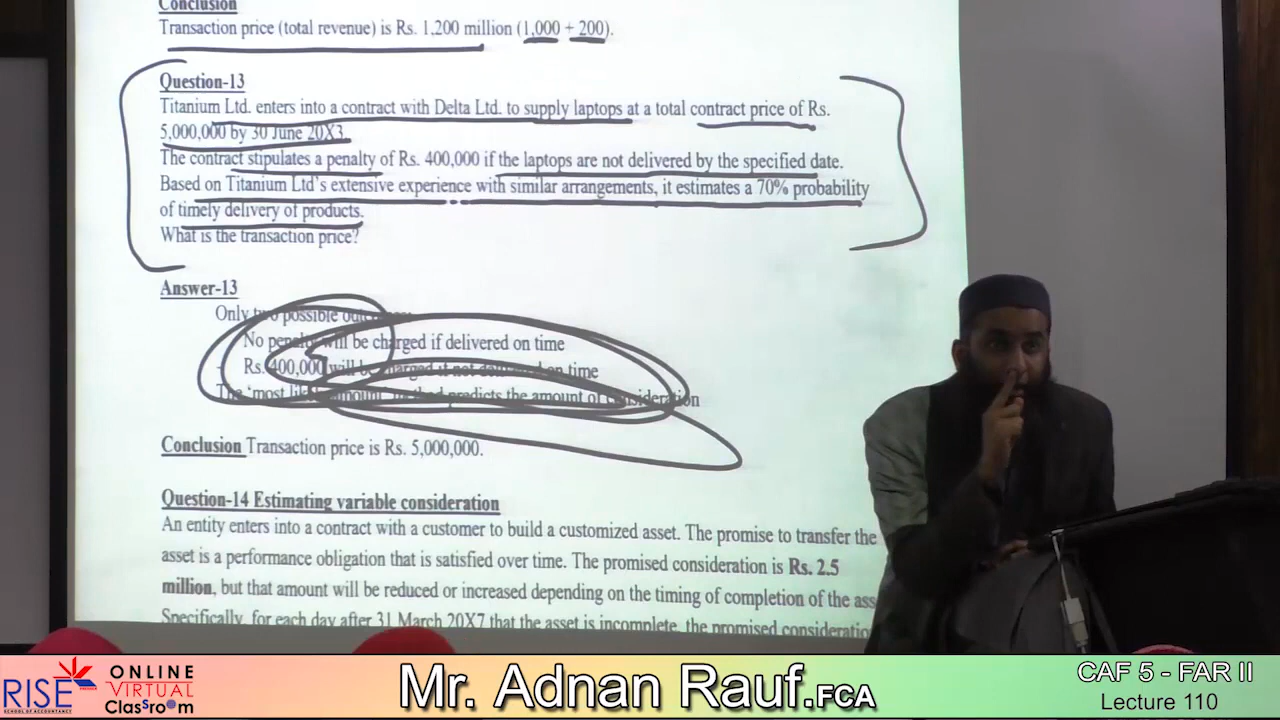 Conclusion
Transaction price (total revenue) is Rs. 1,200 million (1,000 + 200).
Question-13
Titanium Ltd. enters into a contract with Delta Ltd. to supply laptops at a total contract price of Rs.
5,000,000 by 30 June 20X3.
The contract stipulates a penalty of Rs. 400,000 if the laptops are not delivered by the specified date.
Based on Titanium Ltd's extensive experience with similar arrangements, it estimates a 70% probability
of timely delivery of products.
What is the transaction price?
Answer-13
Only two possible
No penalty will be charged if delivered on time
Rs. 400,000 will be charged if not delivered on time
The 'most likely amount' method predicts the amount of consideration
Conclusion Transaction price is Rs. 5,000,000.
Question-14 Estimating variable consideration
An entity enters into a contract with a customer to build a customized asset. The promise to transfer the
asset is a performance obligation that is satisfied over time. The promised consideration is Rs. 2.5
million, but that amount will be reduced or increased depending on the timing of completion of the
Specifically, for each day after 31 March 20X7 that the asset is incomplete, the promised
RISE
SCHOOL OF ACCOUNTANCY
ONLINE
VIRTUAL
Classroom
Mr. Adnan Rauf.FCA
CAF 5 - FAR II
Lecture 110